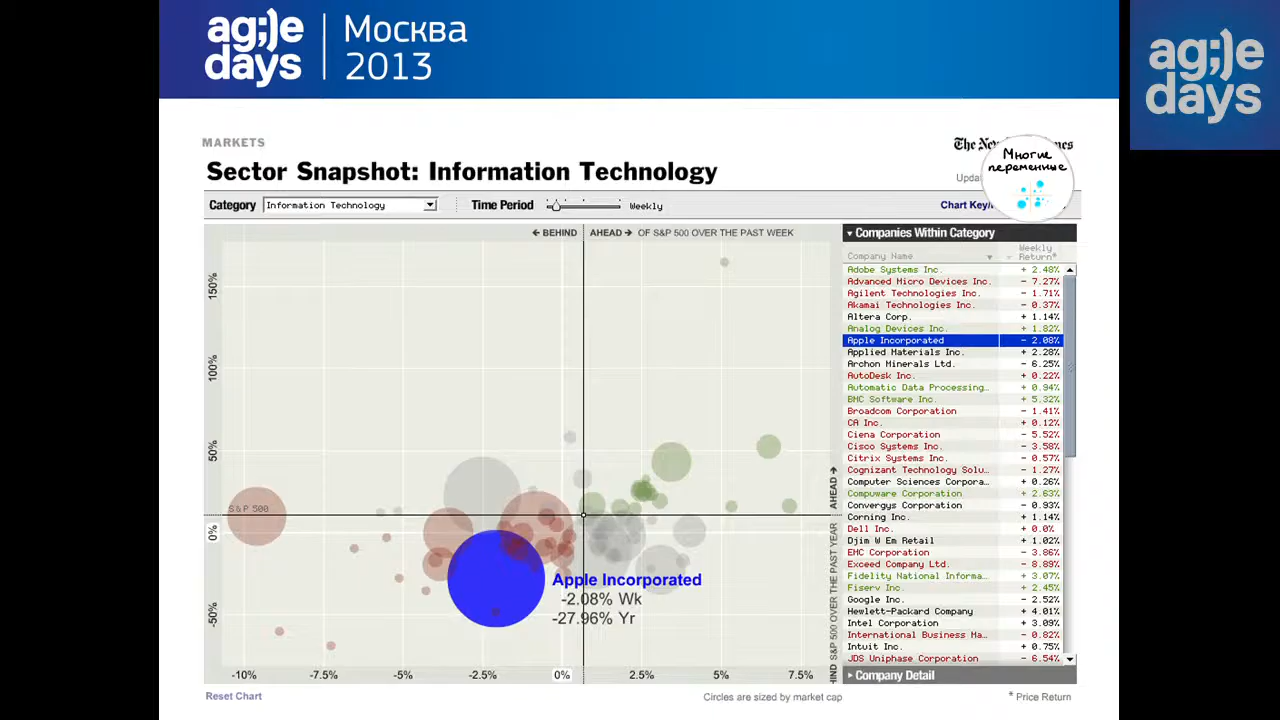 ag;)e days
Москва
2013
ag;)e days
MARKETS
The New
Times
Sector Snapshot: Information Technology
Многие
переменные
Category
Information Technology
Time Period
Weekly
Chart Key/
BEHIND
AHEAD
OF S&P 500 OVER THE PAST WEEK
Companies Within Category
Company Name
Weekly
Return*
Adobe Systems Inc. + 2.48%
Advanced Micro Devices Inc. - 7.27%
Agilent Technologies Inc. - 1.71%
Akamai Technologies Inc. - 0.37%
Altera Corp. + 1.14%
Analog Devices Inc. + 1.82%
Apple Incorporated - 2.08%
Applied Materials Inc. + 2.28%
Archon Minerals Ltd. - 6.25%
AutoDesk Inc. + 0.22%
Automatic Data Processing… + 0.94%
BMC Software Inc. + 5.32%
Broadcom Corporation - 1.41%
CA Inc. + 0.12%
Ciena Corporation - 5.52%
Cisco Systems Inc. - 3.58%
Citrix Systems Inc. - 0.57%
Cognizant Technology Solu… - 1.27%
Computer Sciences Corpora… + 0.26%
Compuware Corporation + 2.63%
Convergys Corporation - 0.93%
Corning Inc. + 1.14%
Dell Inc. + 0.0%
Djim W Em Retail + 1.02%
EMC Corporation - 3.86%
Exceed Company Ltd. - 8.89%
Fidelity National Informa… + 3.07%
Fiserv Inc. + 2.45%
Google Inc. - 2.52%
Hewlett-Packard Company + 4.01%
Intel Corporation + 3.09%
International Business Ma… - 0.82%
Intuit Inc. + 0.75%
JDS Uniphase Corporation - 6.54%
Company Detail
150%
100%
50%
0%
-50%
S&P 500
Apple Incorporated
-2.08% Wk
-27.96% Yr
AHEAD
HIND S&P 500 OVER THE PAST YEAR
-10% -7.5% -5% -2.5% 0% 2.5% 5% 7.5%
Reset Chart
Circles are sized by market cap
* Price Return